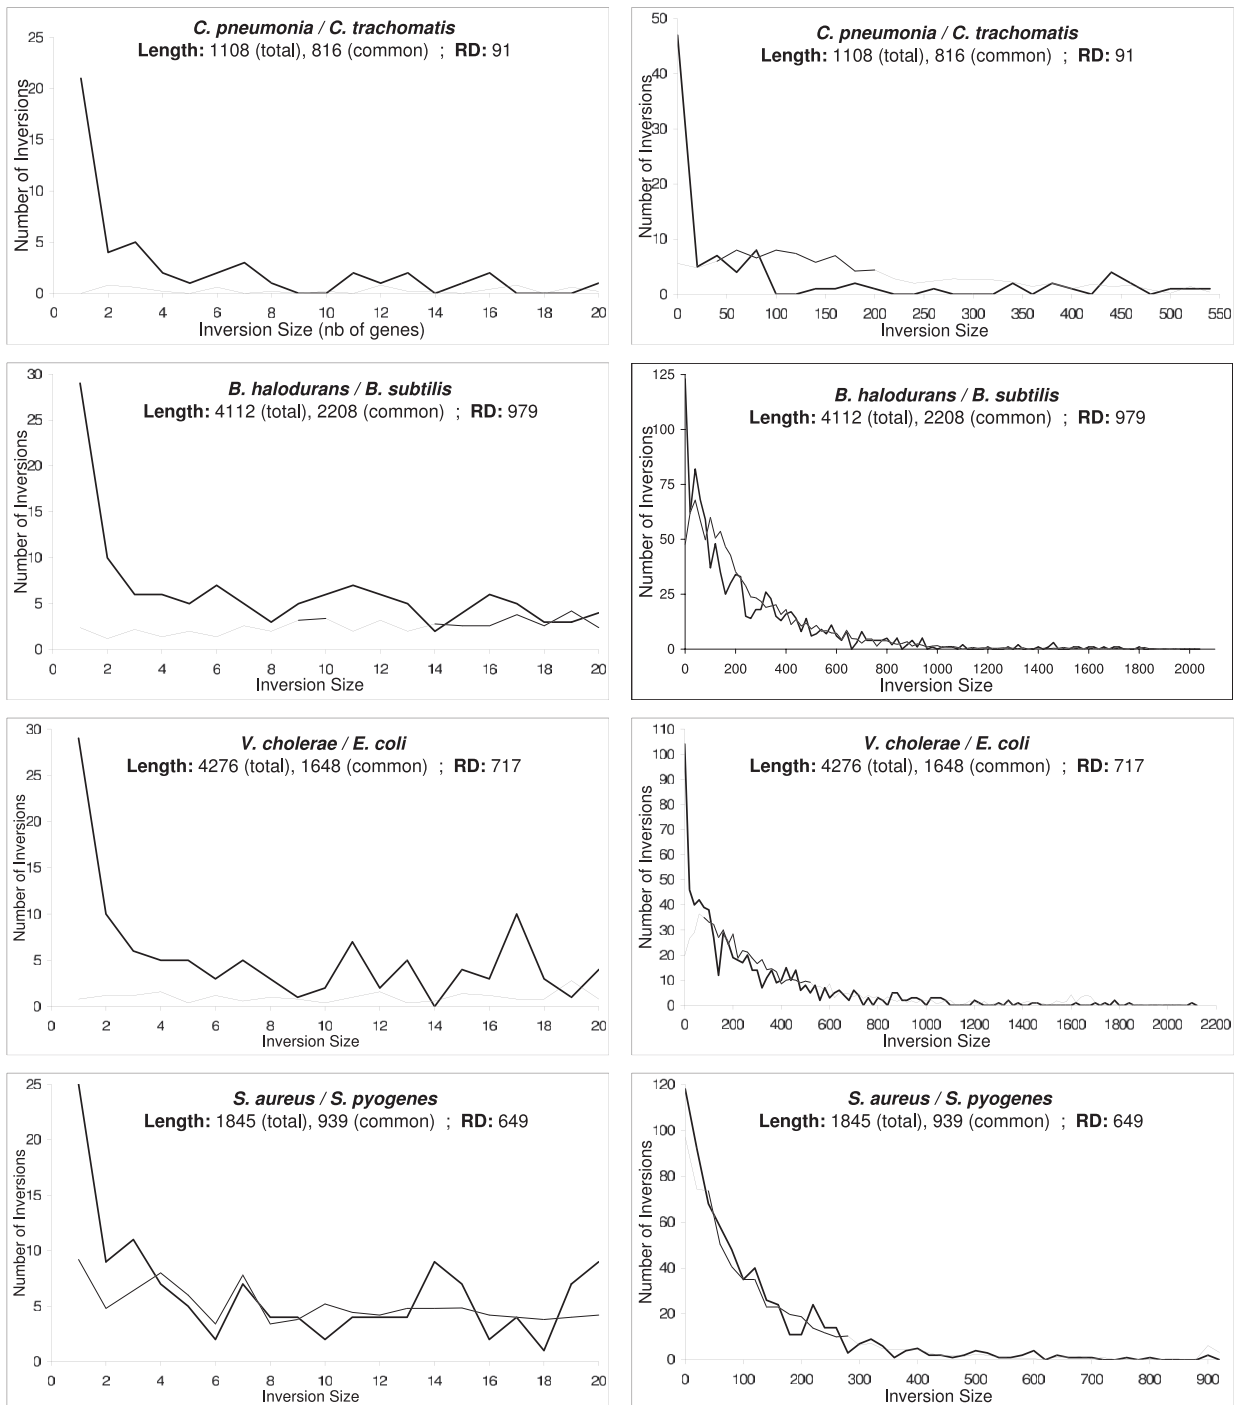 C. pneumonia / C. trachomatis
Length: 1108 (total), 816 (common) ; RD: 91
Number of Inversions
25
20
15
10
5
0
0 2 4 6 8 10 12 14 16 18 20
Inversion Size (nb of genes)
C. pneumonia / C. trachomatis
Length: 1108 (total), 816 (common) ; RD: 91
Number of Inversions
50
40
30
20
10
0
0 50 100 150 200 250 300 350 400 450 500 550
Inversion Size
B. halodurans / B. subtilis
Length: 4112 (total), 2208 (common) ; RD: 979
Number of Inversions
30
25
20
15
10
5
0
0 2 4 6 8 10 12 14 16 18 20
Inversion Size
B. halodurans / B. subtilis
Length: 4112 (total), 2208 (common) ; RD: 979
Number of Inversions
125
100
75
50
25
0
0 200 400 600 800 1000 1200 1400 1600 1800 2000
Inversion Size
V. cholerae / E. coli
Length: 4276 (total), 1648 (common) ; RD: 717
Number of Inversions
30
25
20
15
10
5
0
0 2 4 6 8 10 12 14 16 18 20
Inversion Size
V. cholerae / E. coli
Length: 4276 (total), 1648 (common) ; RD: 717
Number of Inversions
110
100
90
80
70
60
50
40
30
20
10
0
0 200 400 600 800 1000 1200 1400 1600 1800 2000 2200
Inversion Size
S. aureus / S. pyogenes
Length: 1845 (total), 939 (common) ; RD: 649
Number of Inversions
25
20
15
10
5
0
0 2 4 6 8 10 12 14 16 18 20
Inversion Size
S. aureus / S. pyogenes
Length: 1845 (total), 939 (common) ; RD: 649
Number of Inversions
120
100
80
60
40
20
0
0 100 200 300 400 500 600 700 800 900
Inversion Size